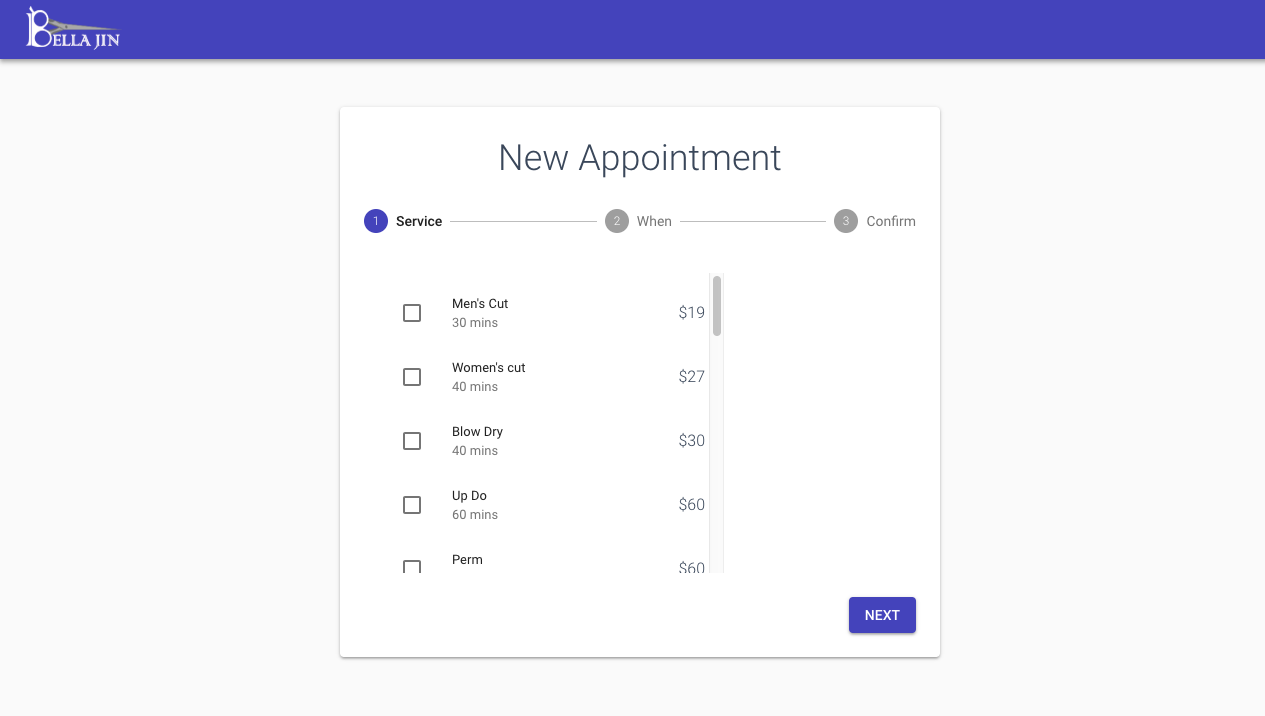 BELLA JIN
New Appointment
1 Service 2 When 3 Confirm
Men's Cut $19
30 mins
Women's cut $27
40 mins
Blow Dry $30
40 mins
Up Do $60
60 mins
Perm $60
NEXT